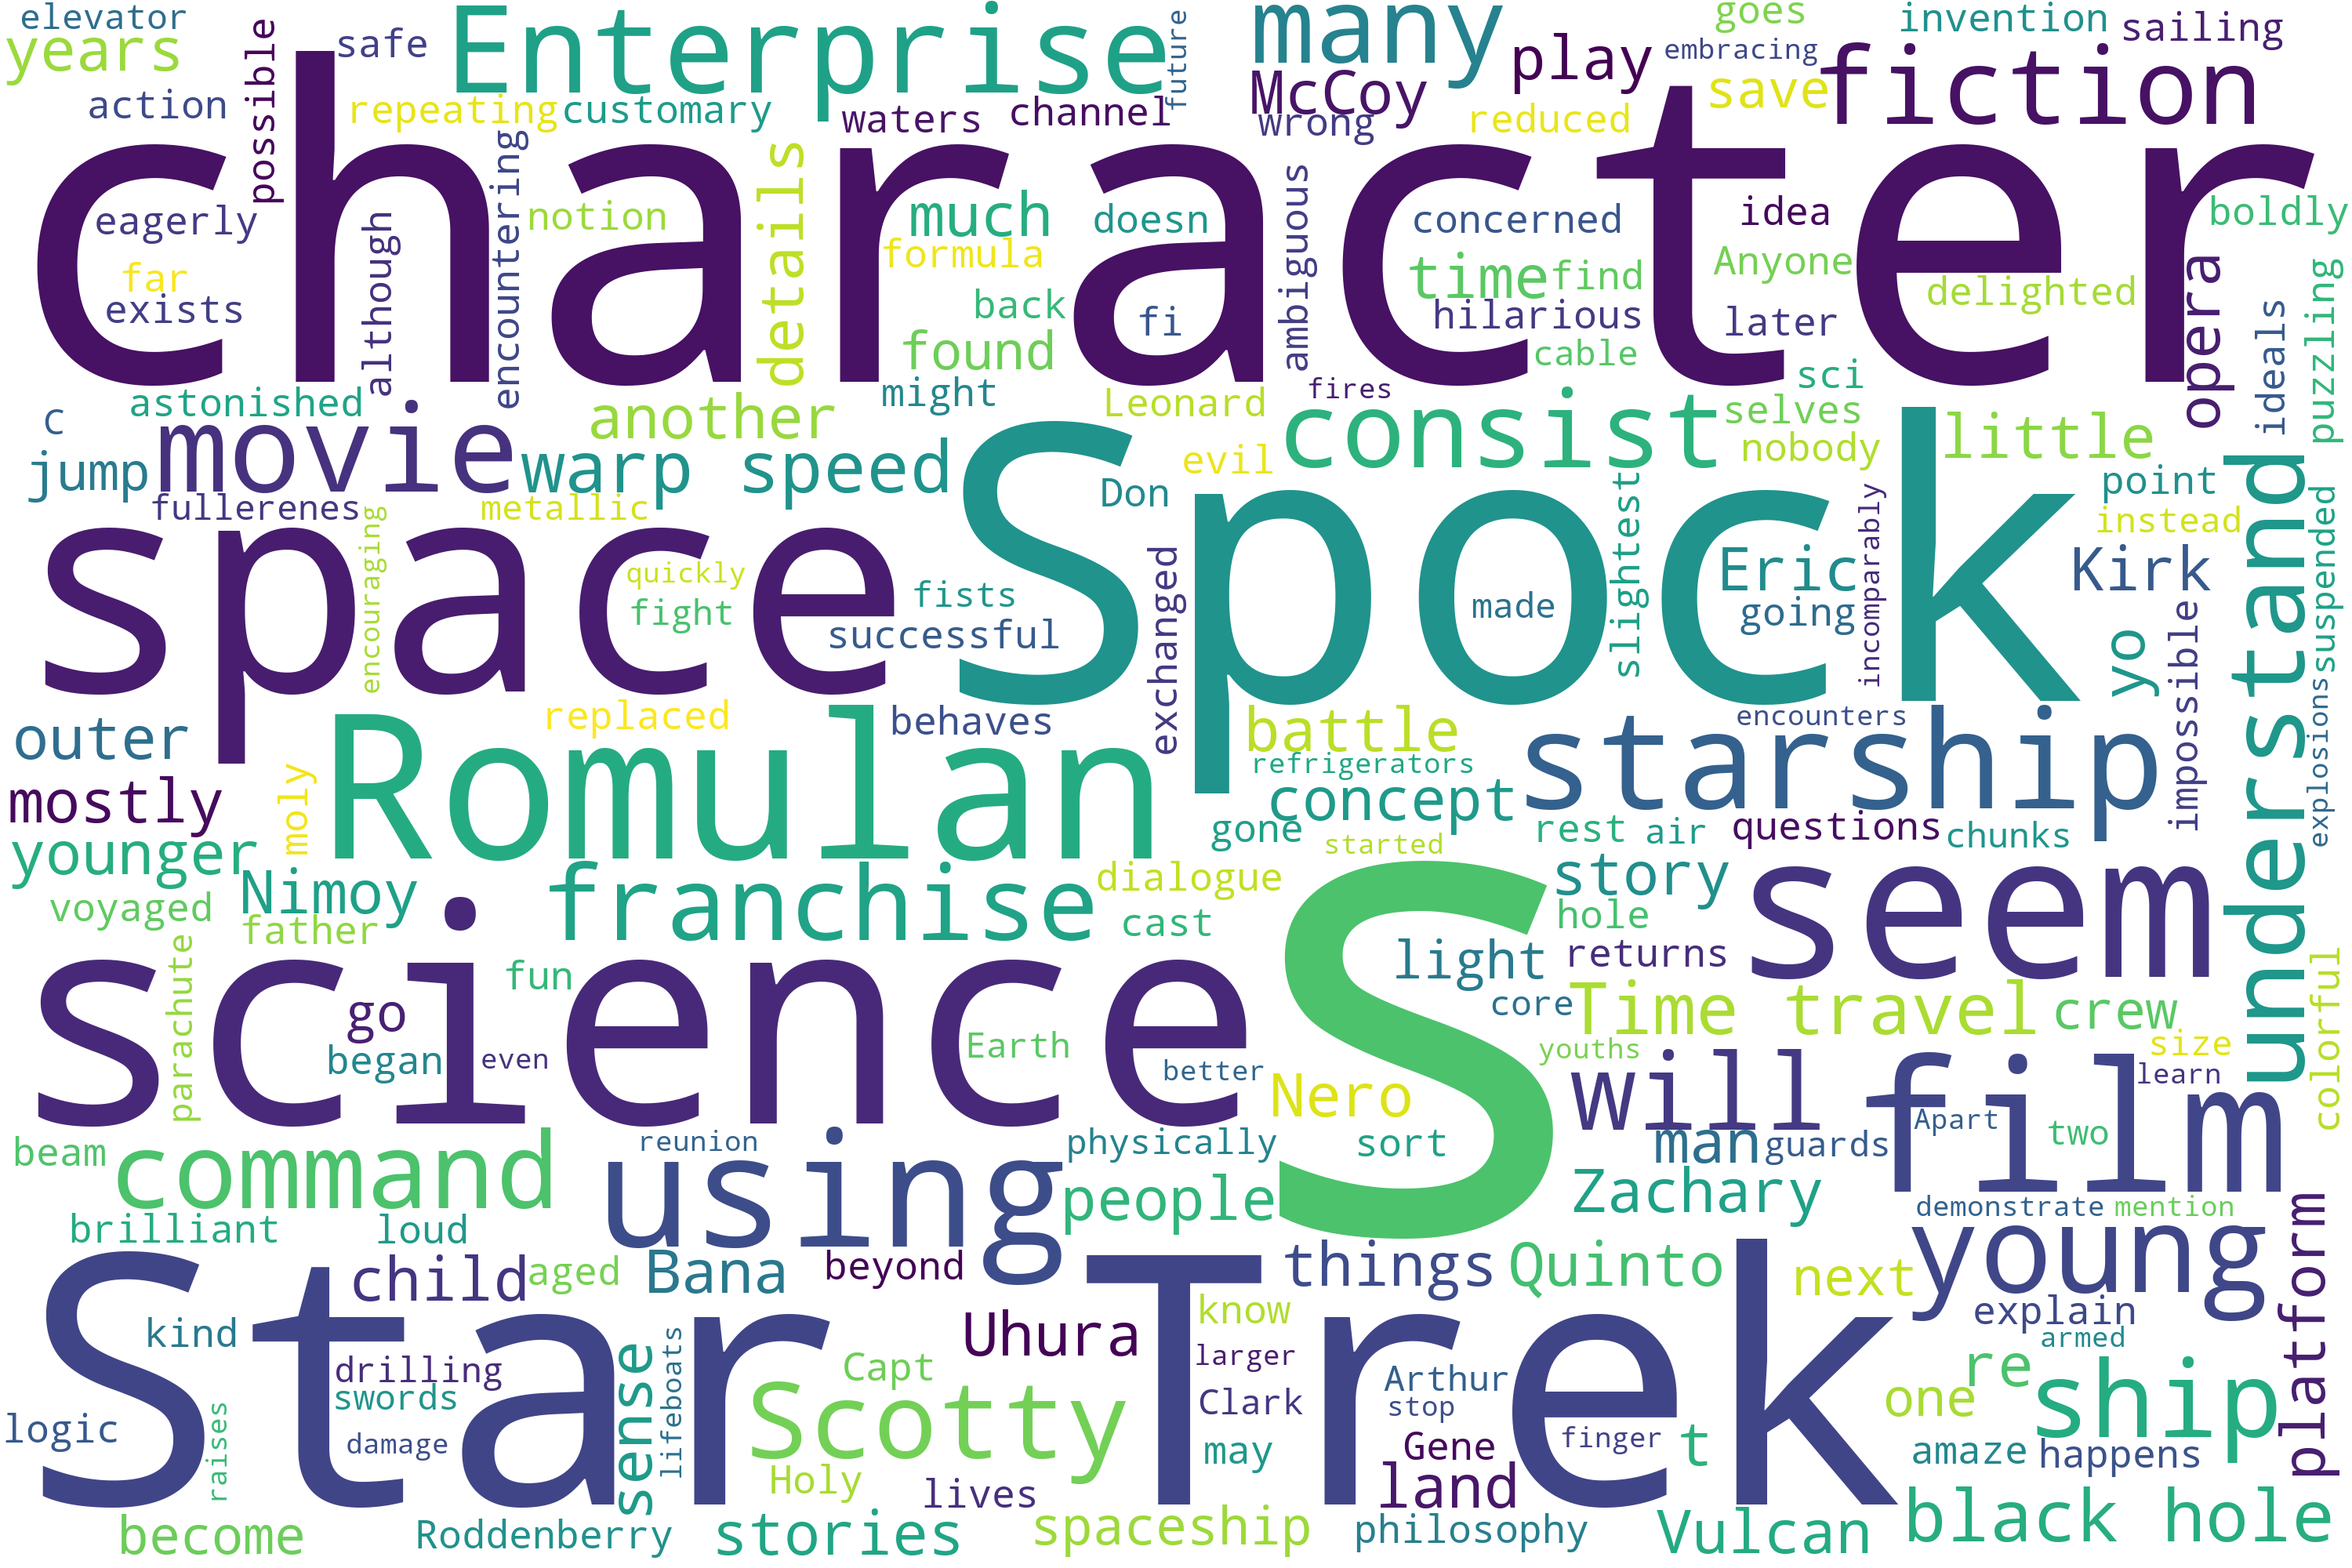 elevator
years
safe
Enterprise
future
many
play
goes
embracing
invention
sailing
McCoy
save
fiction
action
possible
repeating
customary
waters
channel
wrong
reduced
character
eagerly
although
encountering
notion
details
much
doesn
ambiguous
concerned
idea
boldly
far
exists
formula
time
find
Anyone
delighted
opera
puzzling
back
fi
hilarious
later
ideals
found
cable
astonished
might
Leonard
fires
sci
c
movie
another
consist
selves
little
jump
warp speed
evil
nobody
fullerenes
metallic
Don
point
instead
encouraging
space
Spock
understand
suspended
quickly
fight
fists
exchanged
made
slightest
Eric
going
incomparably
Kirk
successful
yo
impossible
outer
replaced
behaves
battle
encounters
explosions
Romulan
refrigerators
starship
mostly
moly
concept
gone
started
rest
air
questions
chunks
younger
Nimoy
franchise
dialogue
story
seem
voyaged
father
cast
hole
parachute
science
S
light
returns
fun
core
Time travel
crew
colorful
go
Earth
began
even
better
youths
size
learn
Nero
Will
film
beam
command
reunion
using
physically
sort
man
guards
Apart
two
people
Zachary
demonstrate
mention
brilliant
loud
young
platform
child
aged
Bana
beyond
things
Quinto
next
Star
Trek
kind
lifeboats
Uhura
know
explain
armed
drilling
swords
sense
Capt
larger
Arthur
re
ship
logic
raises
damage
Scotty
Clark
stop
one
may
Gene
finger
t
amaze
happens
Holy
lives
land
become
Roddenberry
stories
spaceship
philosophy
Vulcan
black hole